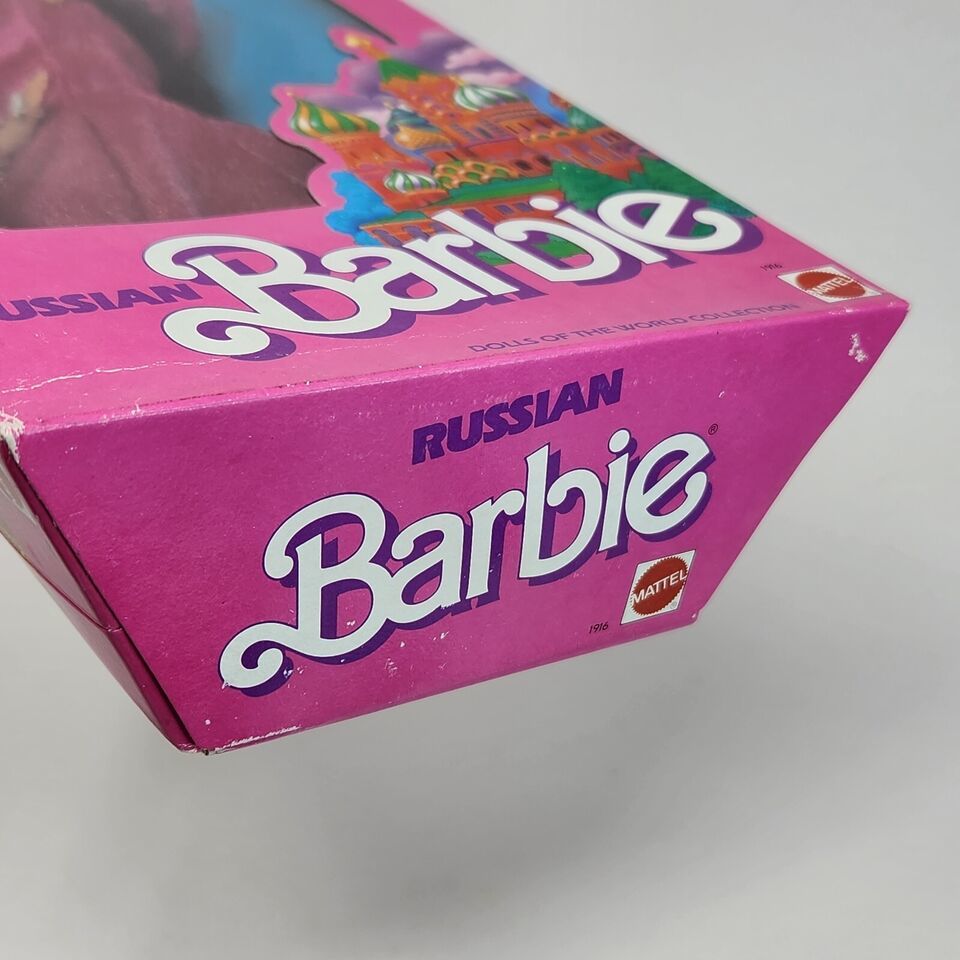 RUSSIAN
Barbie
1916
MATTEL
DOLLS OF THE WORLD COLLECTION
RUSSIAN
Barbie®
MATTEL
1916